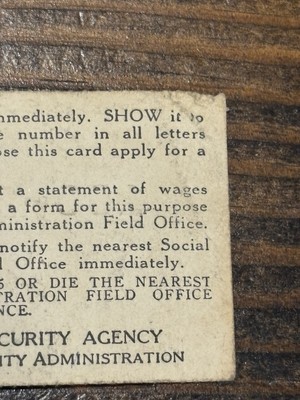 mmediately. SHOW it to
e number in all letters
ose this card apply for a
t a statement of wages
a form for this purpose
ministration Field Office.
notify the nearest Social
l Office immediately.
5 OR DIE THE NEAREST
STRATION FIELD OFFICE
NCE.
CURITY AGENCY
ITY ADMINISTRATION